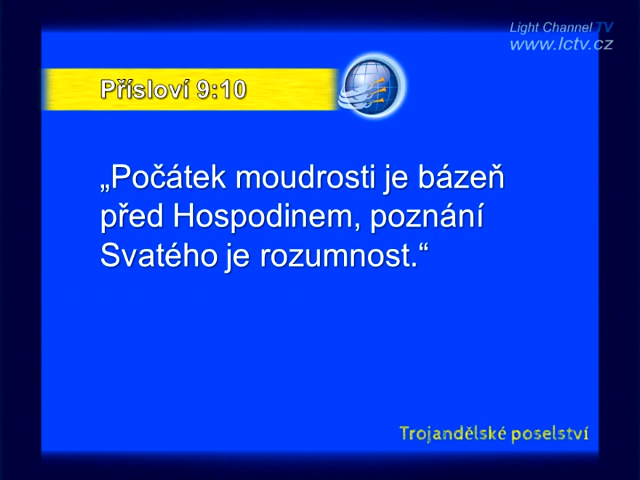 Light Channel TV
www.lctv.cz
Přísloví 9:10
„Počátek moudrosti je bázeň
před Hospodinem, poznání
Svatého je rozumnost.“
Trojandělské poselství